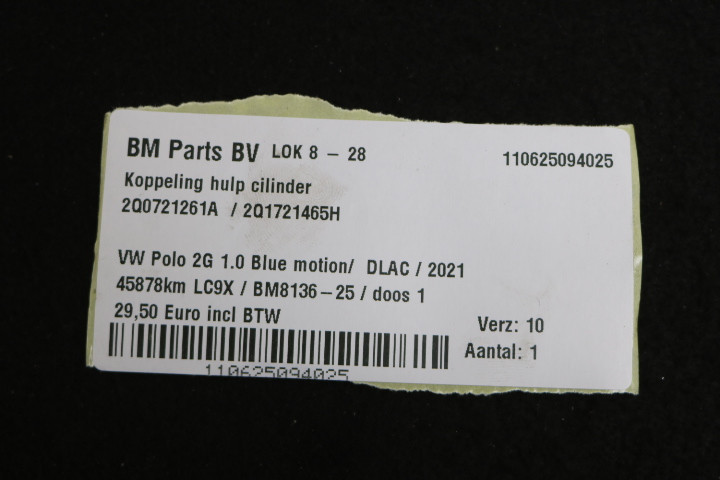 BM Parts BV LOK 8 - 28 110625094025
Koppeling hulp cilinder
2Q0721261A / 2Q1721465H
VW Polo 2G 1.0 Blue motion/ DLAC / 2021
45878km LC9X / BM8136-25 / doos 1
29,50 Euro incl BTW
Verz: 10
Aantal: 1
110625094025